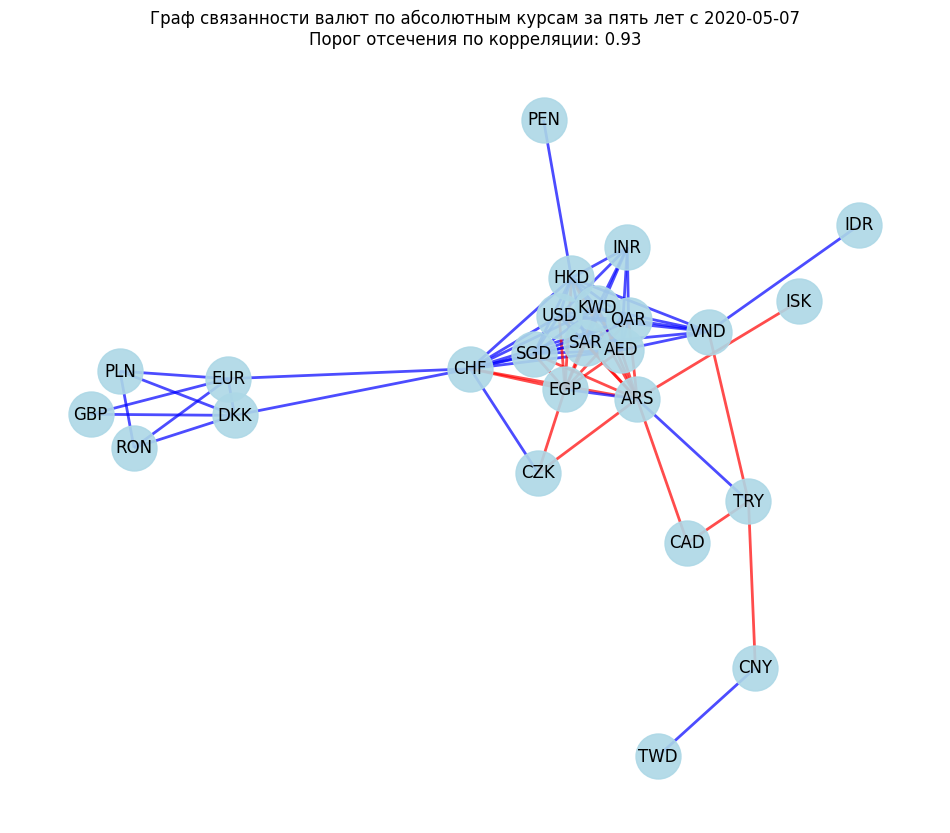 Граф связанности валют по абсолютным курсам за пять лет с 2020-05-07
Порог отсечения по корреляции: 0.93
PEN
IDR
INR
HKD
ISK
KWD
USD
QAR
VND
SAR
AED
SGD
CHF
PLN
EUR
EGP
ARS
GBP
DKK
RON
CZK
TRY
CAD
CNY
TWD